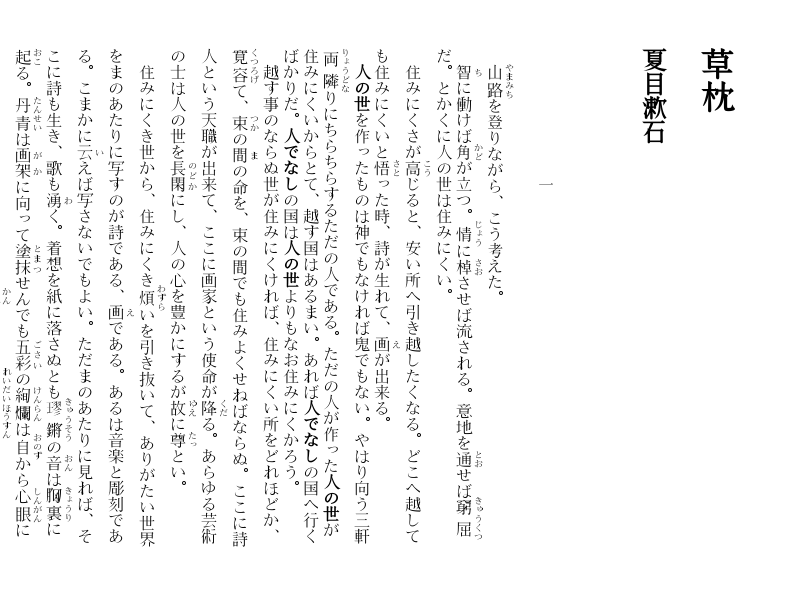 草枕
夏目漱石
一
山路を登りながら、こう考えた。
智に働けば角が立つ。情に棹させば流される。意地を通せば窮屈
だ。とかくに人の世は住みにくい。
住みにくさが高じると、安い所へ引き越したくなる。どこへ越して
も住みにくいと悟った時、詩が生れて、画が出来る。
人の世を作ったものは神でもなければ鬼でもない。やはり向う三軒
両隣りにちらちらするただの人である。ただの人が作った人の世が
住みにくいからとて、越す国はあるまい。あれば人でなしの国へ行く
ばかりだ。人でなしの国は人の世よりもなお住みにくかろう。
越す事のならぬ世が住みにくければ、住みにくい所をどれほどか、
寛容て、束の間の命を、束の間でも住みよくせねばならぬ。ここに詩
人という天職が出来て、ここに画家という使命が降る。あらゆる芸術
の士は人の世を長閑にし、人の心を豊かにするが故に尊とい。
住みにくき世から、住みにくき煩いを引き抜いて、ありがたい世界
をまのあたりに写すのが詩である、画である。あるは音楽と彫刻であ
る。こまかに云えば写さないでもよい。ただまのあたりに見れば、そ
こに詩も生き、歌も湧く。着想を紙に落さぬとも璆鏘の音は胸裏に
起る。丹青は画架に向って塗抹せんでも五彩の絢爛は自から心眼に